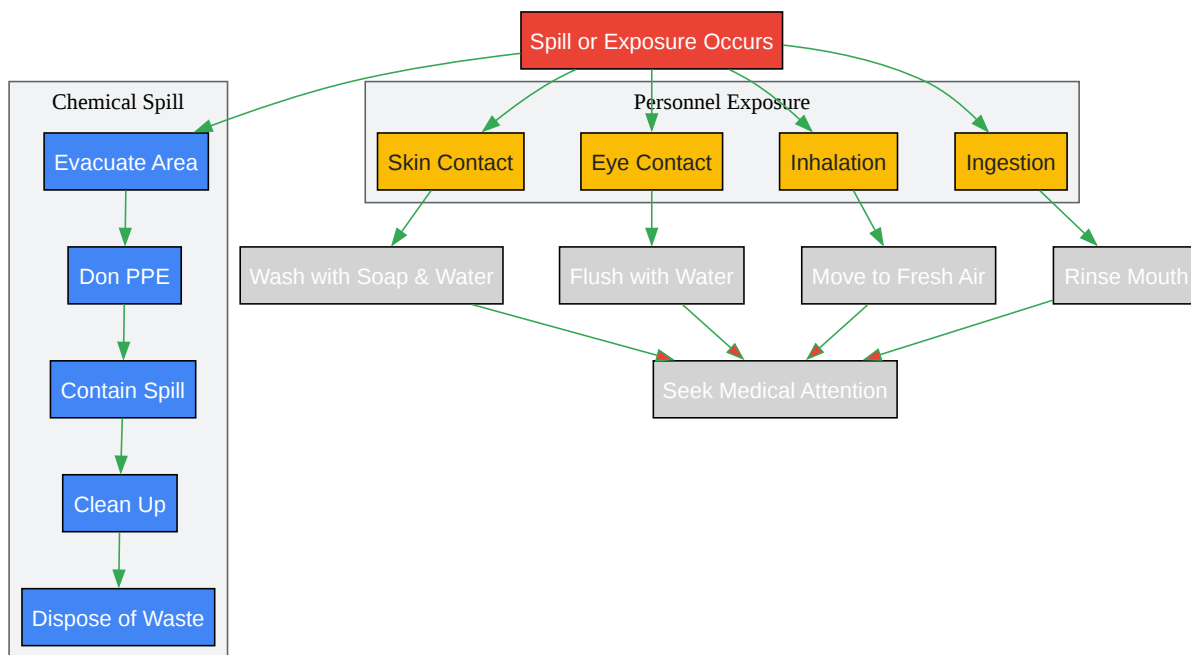 Spill or Exposure Occurs
Chemical Spill
Personnel Exposure
Evacuate Area
Skin Contact
Eye Contact
Inhalation
Ingestion
Don PPE
Wash with Soap & Water
Flush with Water
Move to Fresh Air
Rinse Mouth
Contain Spill
Seek Medical Attention
Clean Up
Dispose of Waste